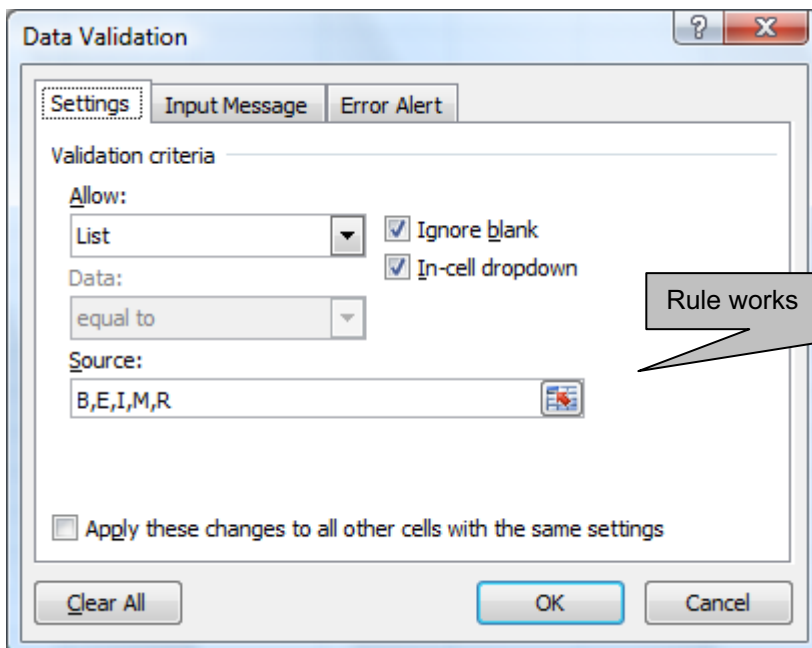 Data Validation
Settings Input Message Error Alert
Validation criteria
Allow:
List
Ignore blank
Data:
In-cell dropdown
equal to
Rule works
Source:
B,E,I,M,R
Apply these changes to all other cells with the same settings
Clear All OK Cancel